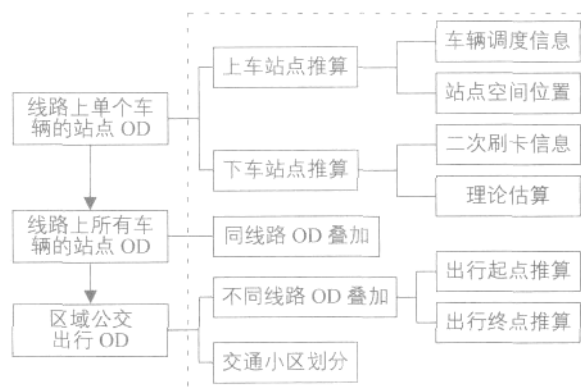 车辆调度信息
上车站点推算
站点空间位置
线路上单个车
辆的站点 OD
二次刷卡信息
下车站点推算
理论估算
线路上所有车
辆的站点 OD
同线路 OD 叠加
出行起点推算
不同线路 OD 叠加
区域公交
出行 OD
出行终点推算
交通小区划分